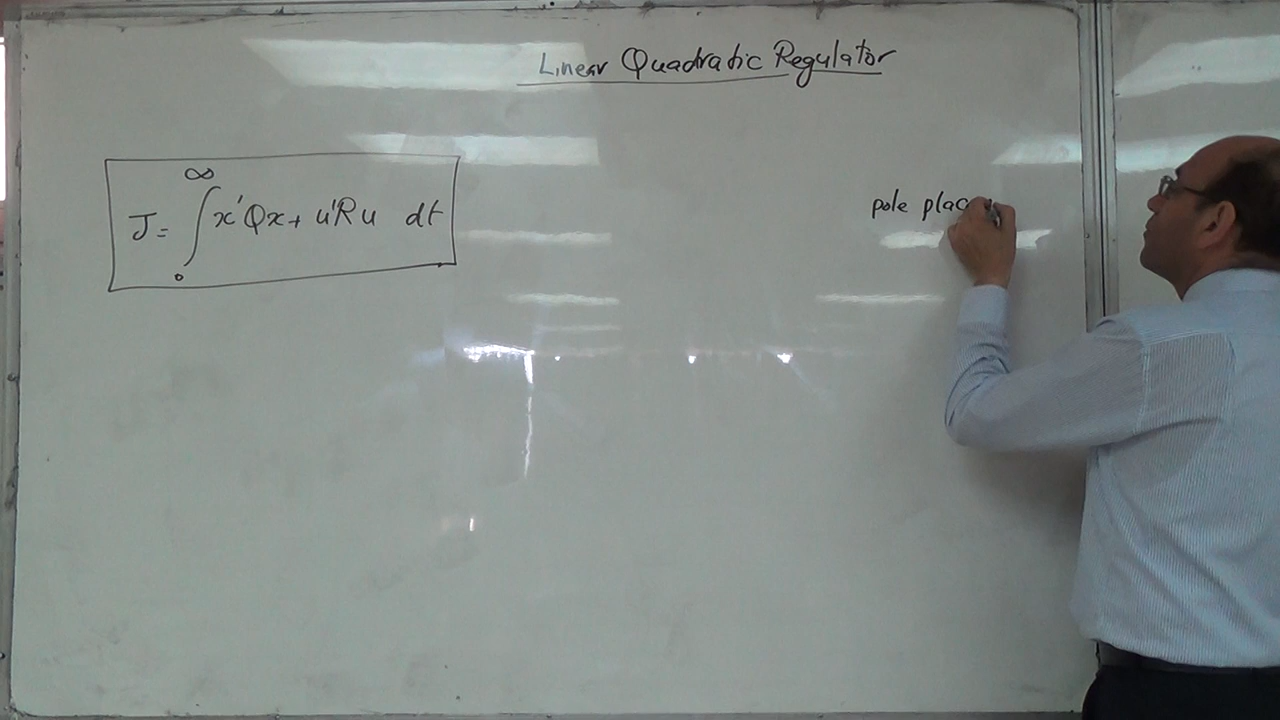 Linear Quadratic Regulator
J = ∫₀^∞ x'Qx + u'Ru dt
pole plac